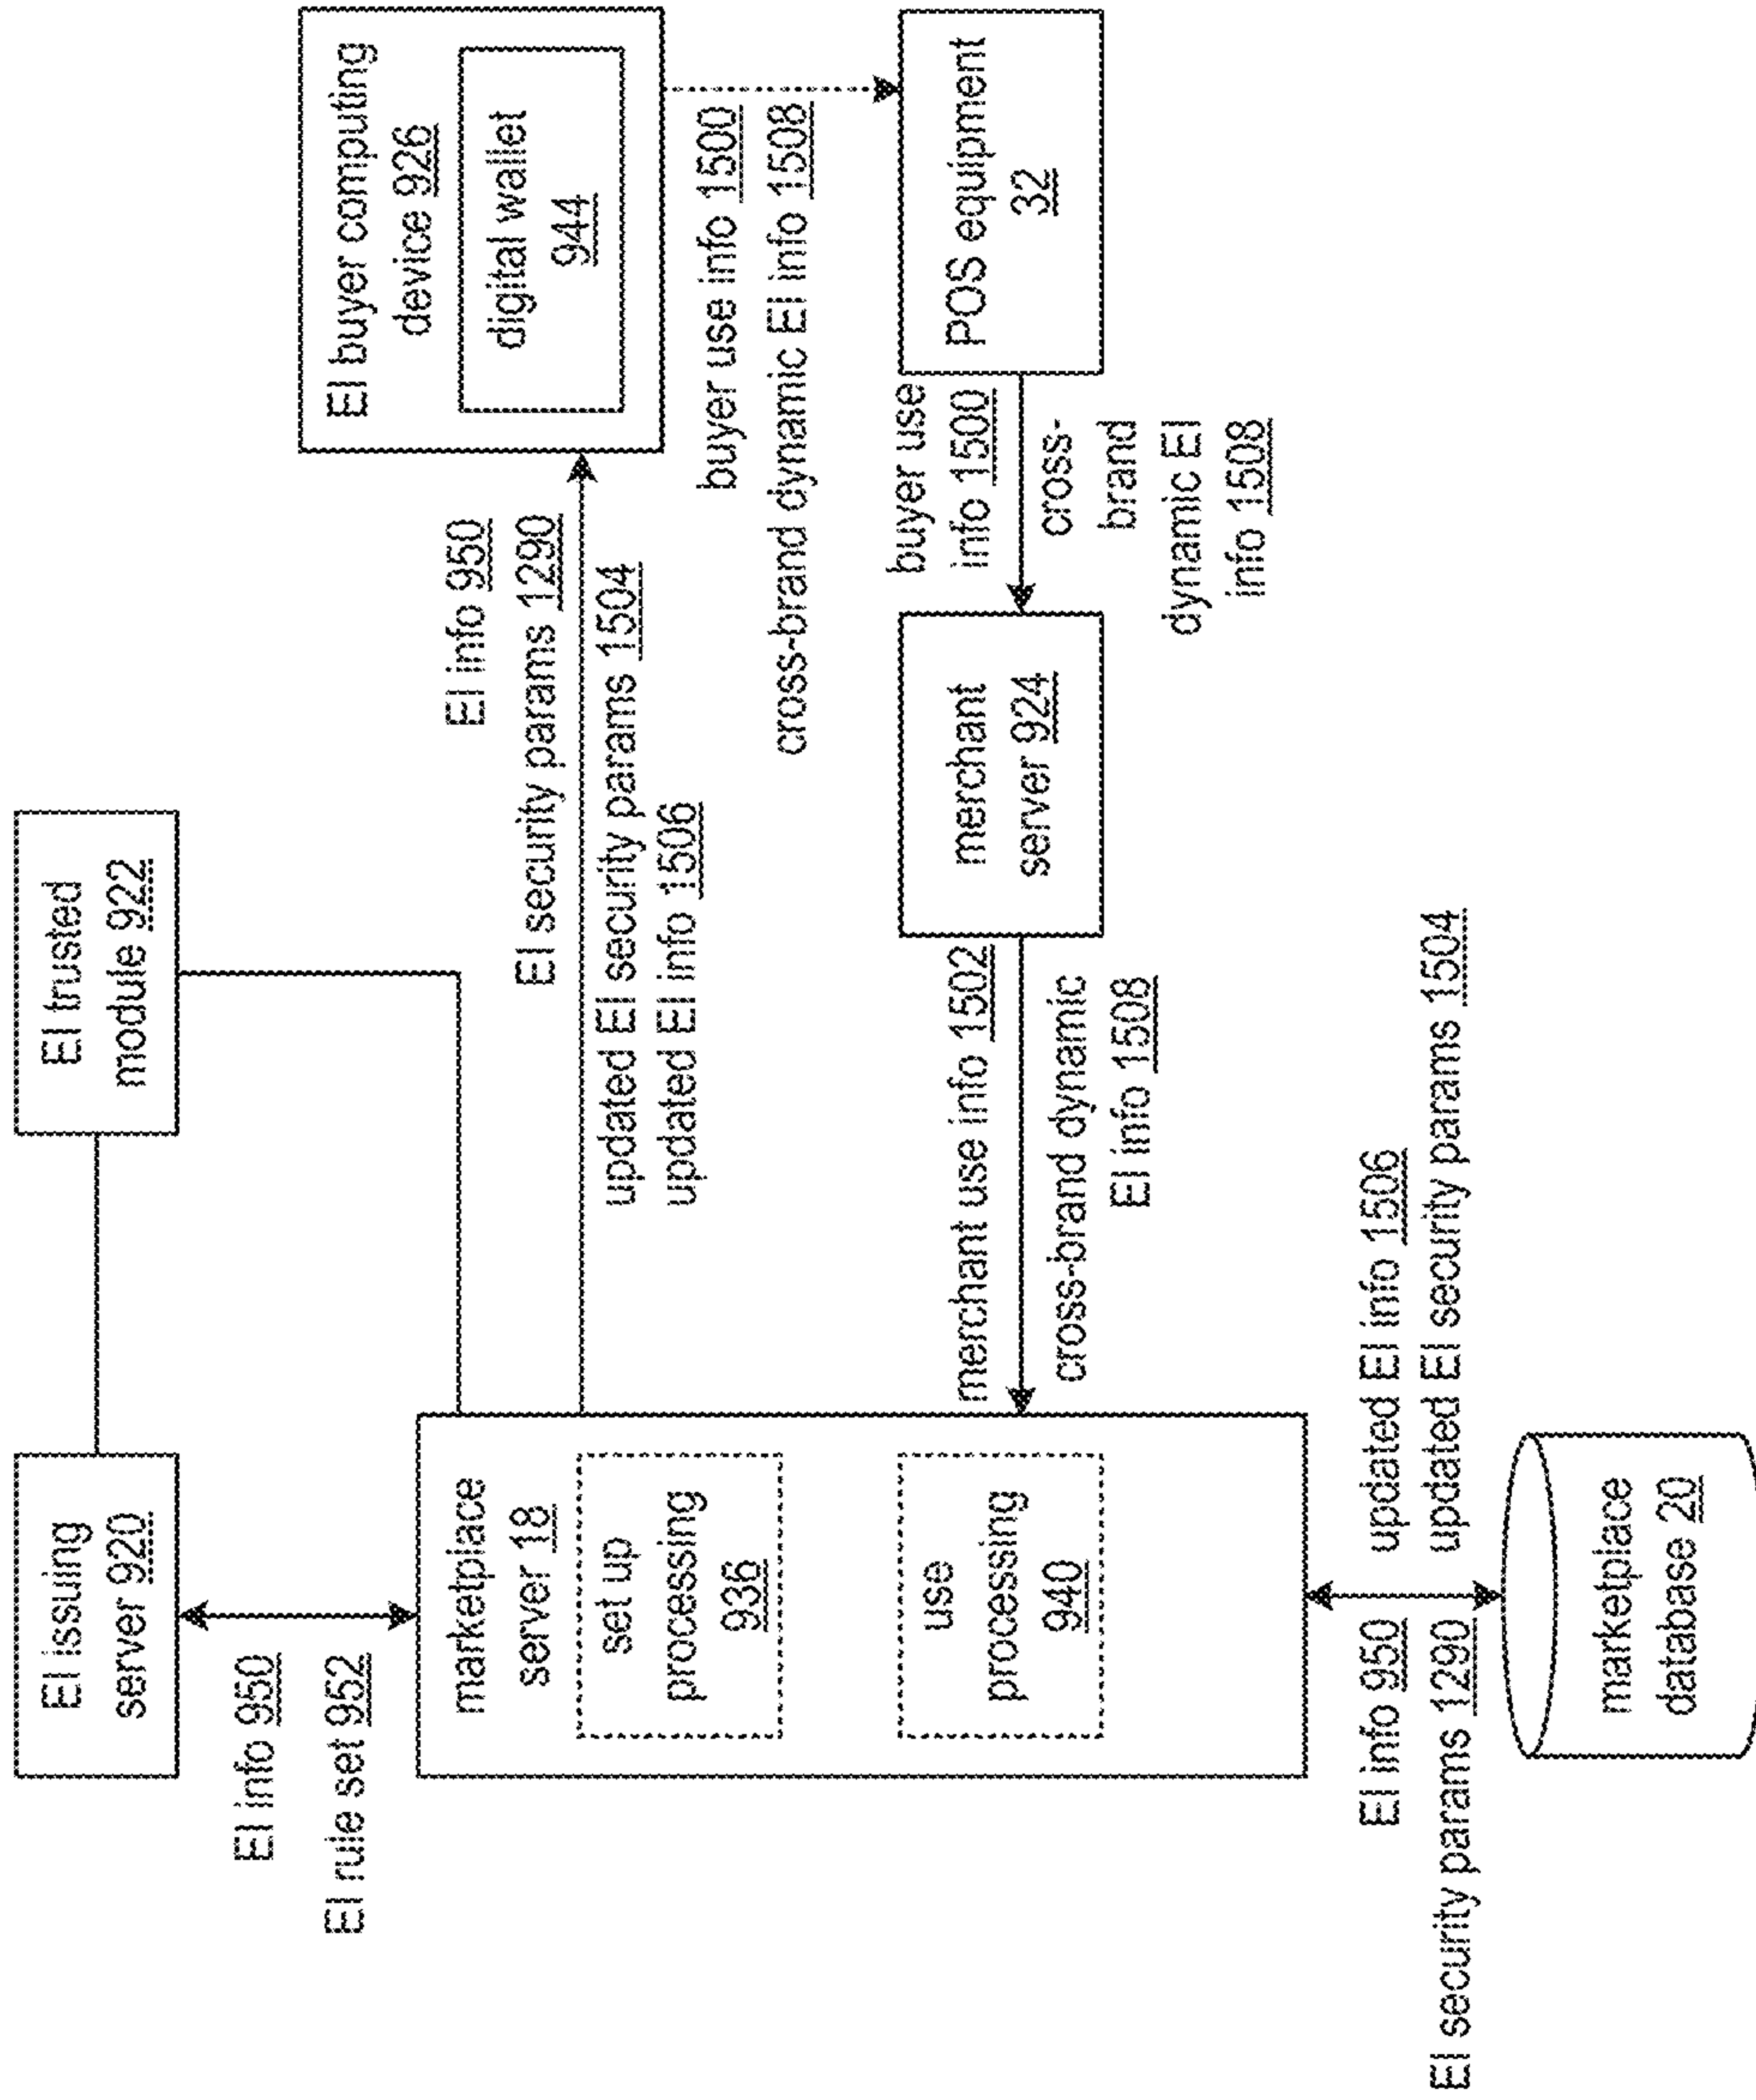 EI issuing
server 920
EI trusted
module 922
EI info 950
EI rule set 952
EI buyer computing
device 926
digital wallet
944
marketplace
server 18
set up
processing
936
use
processing
940
EI info 950
EI security params 1290
updated EI security params 1504
updated EI info 1506
buyer use info 1500
cross-brand dynamic EI info 1508
merchant use info 1502
cross-brand dynamic
EI info 1508
merchant
server 924
buyer use
info 1500
cross-
brand
dynamic EI
info 1508
POS equipment
32
EI info 950
EI security params 1290
updated EI info 1506
updated EI security params 1504
marketplace
database 20